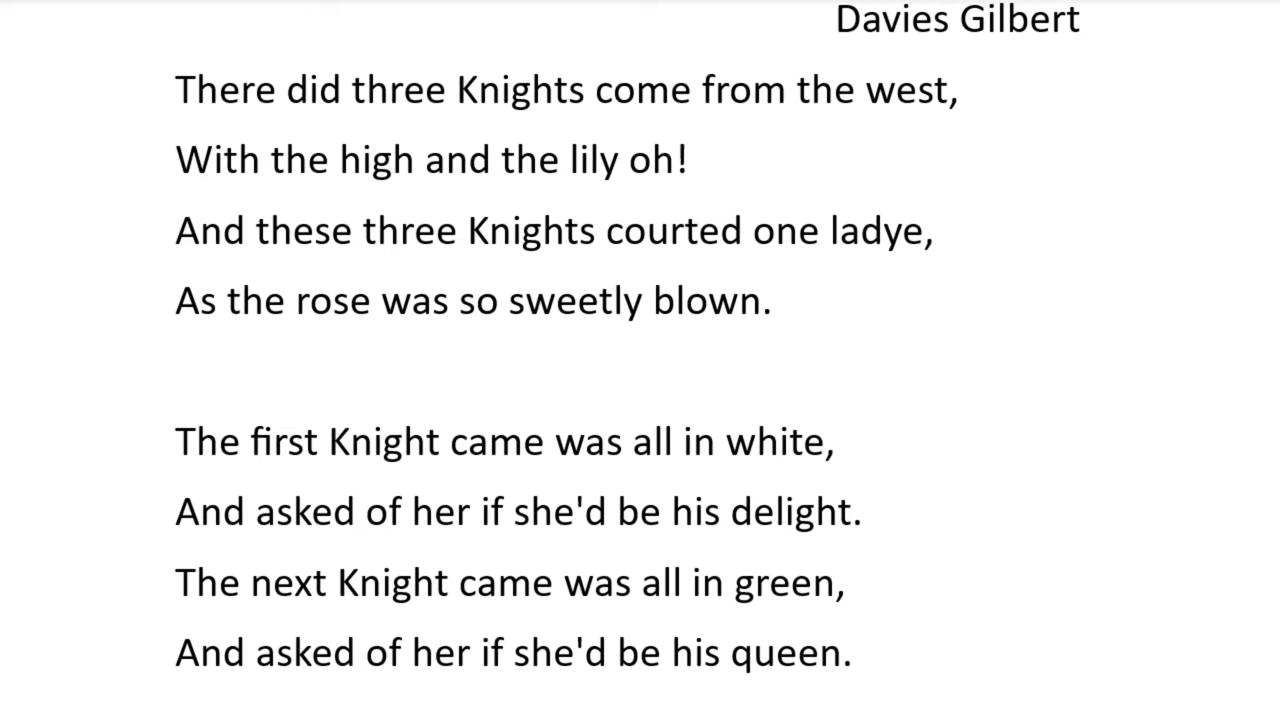 Davies Gilbert
There did three Knights come from the west,
With the high and the lily oh!
And these three Knights courted one ladye,
As the rose was so sweetly blown.
The first Knight came was all in white,
And asked of her if she'd be his delight.
The next Knight came was all in green,
And asked of her if she'd be his queen.